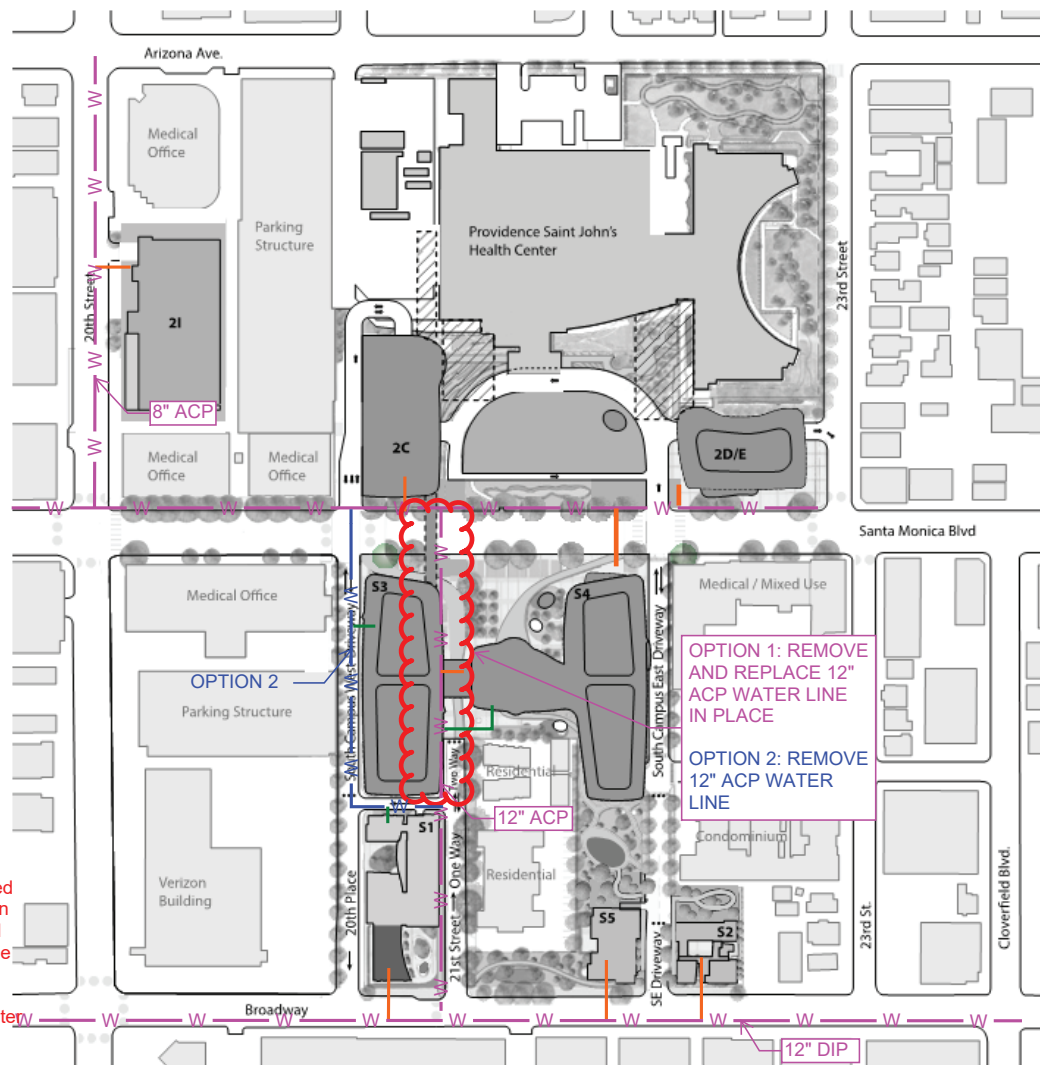 Arizona Ave.
Medical
Office
Parking
Structure
Providence Saint John's
Health Center
20th Street
23rd Street
2I
8" ACP
2C
2D/E
Medical
Office
Medical
Office
W W W W W W W
Santa Monica Blvd
Medical Office
S3
S4
Medical / Mixed Use
South Campus West Driveway
South Campus East Driveway
OPTION 2
Parking Structure
OPTION 1: REMOVE
AND REPLACE 12"
ACP WATER LINE
IN PLACE
OPTION 2: REMOVE
12" ACP WATER
LINE
Residential
Two Way
12" ACP
S1
Condominium
Verizon
Building
20th Place
21st Street
One Way
Residential
S5
S2
SE Driveway
23rd St.
Cloverfield Blvd.
ed
n
e
Broadway
ter
W W W W W W W W W W W W
12" DIP